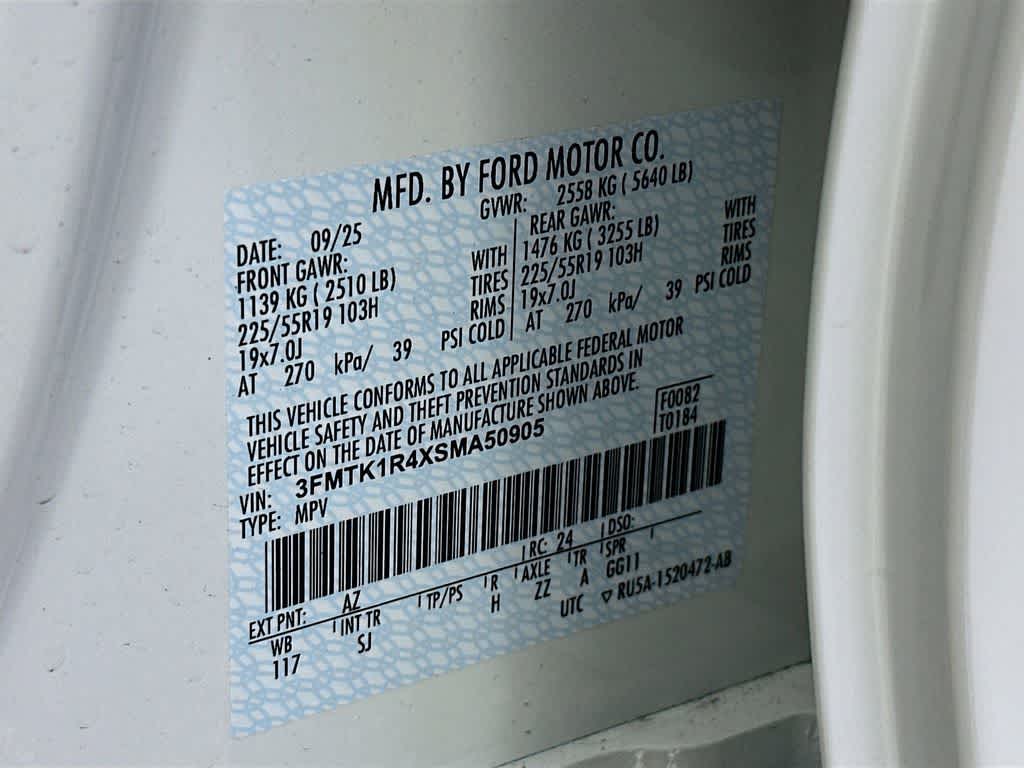 MFD. BY FORD MOTOR CO.
DATE: 09/25 GVWR: 2558 KG ( 5640 LB)
FRONT GAWR: REAR GAWR:
1139 KG ( 2510 LB) WITH 1476 KG ( 3255 LB) WITH
225/55R19 103H TIRES 225/55R19 103H TIRES
19x7.0J RIMS 19x7.0J RIMS
AT 270 kPa/ 39 PSI COLD AT 270 kPa/ 39 PSI COLD
THIS VEHICLE CONFORMS TO ALL APPLICABLE FEDERAL MOTOR
VEHICLE SAFETY AND THEFT PREVENTION STANDARDS IN
EFFECT ON THE DATE OF MANUFACTURE SHOWN ABOVE.
F0082
T0184
VIN: 3FMTK1R4XSMA50905
TYPE: MPV
EXT PNT: AZ RC: 24 DSO:
WB INT TR TP/PS R AXLE TR SPR
117 SJ H ZZ A GG11
UTC ▽ RU5A-1520472-AB